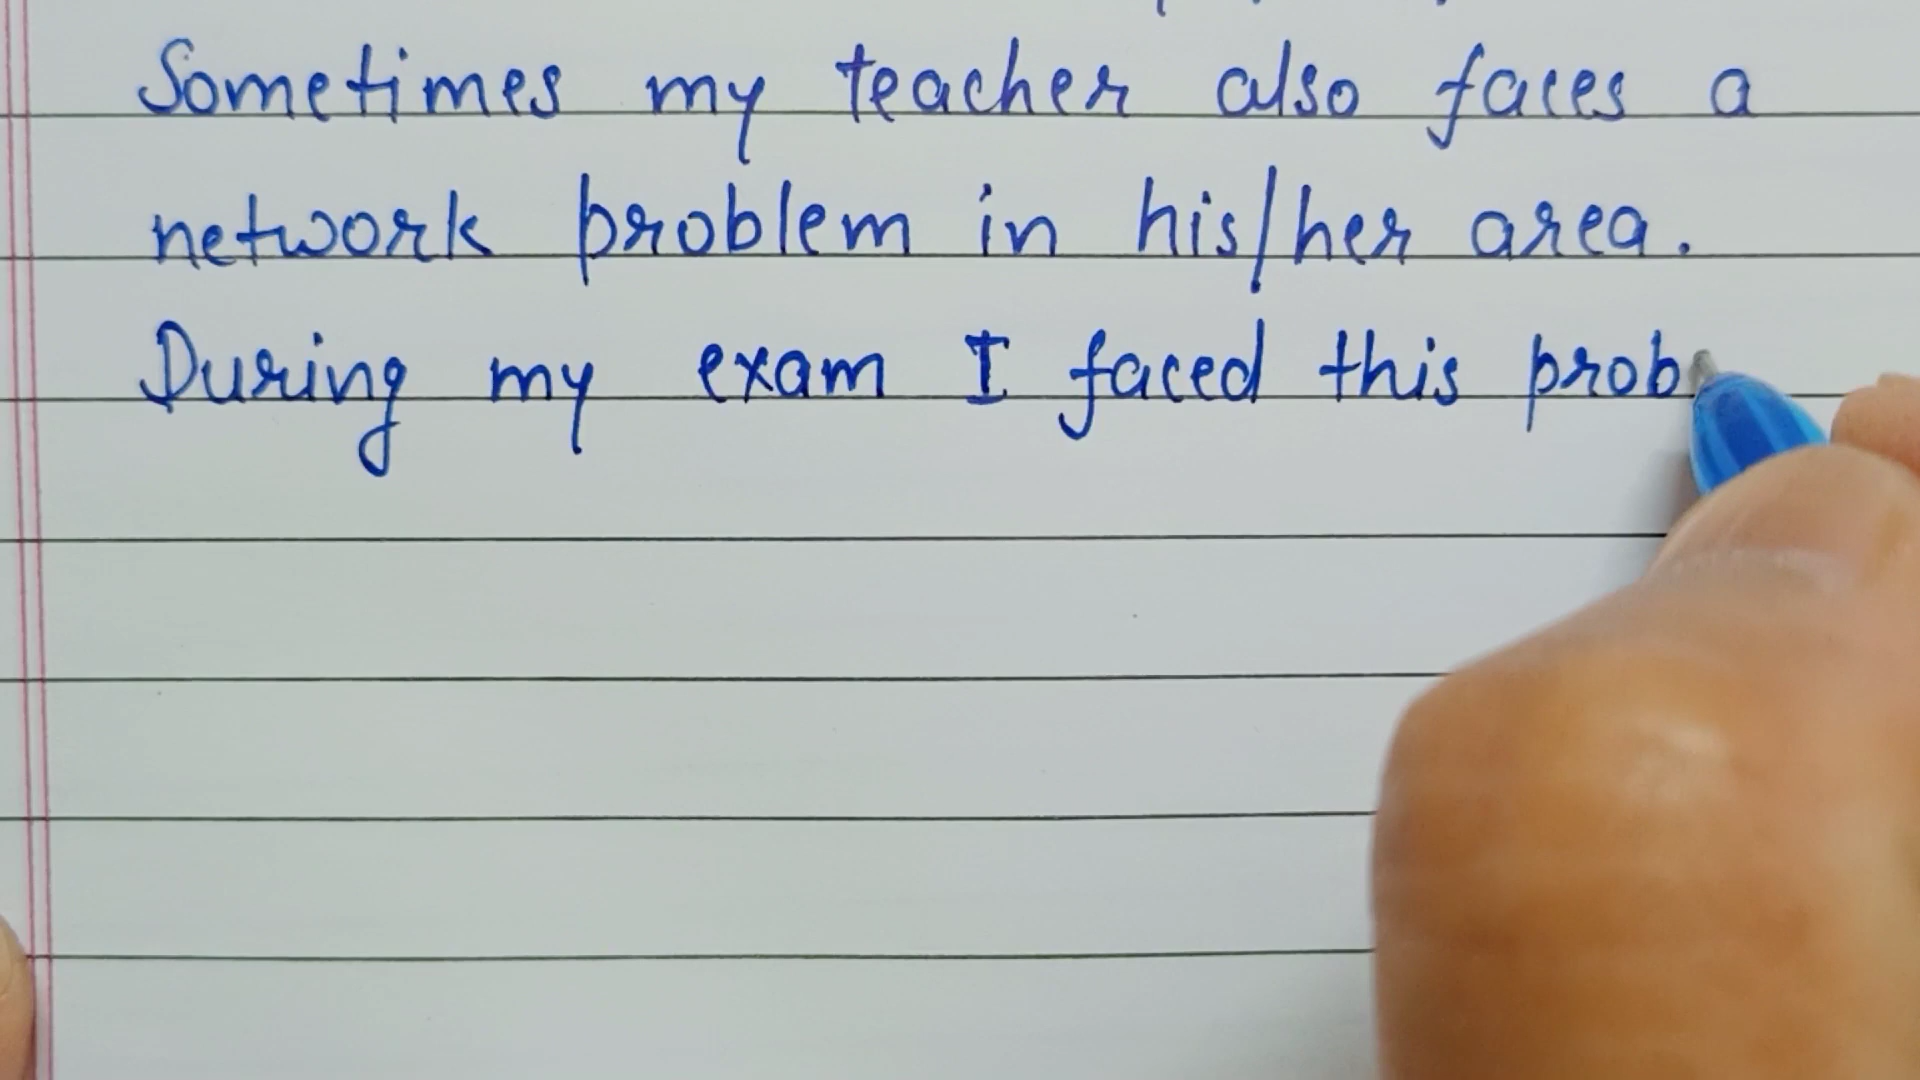 Sometimes my teacher also faces a
network problem in his/her area.
During my exam I faced this prob